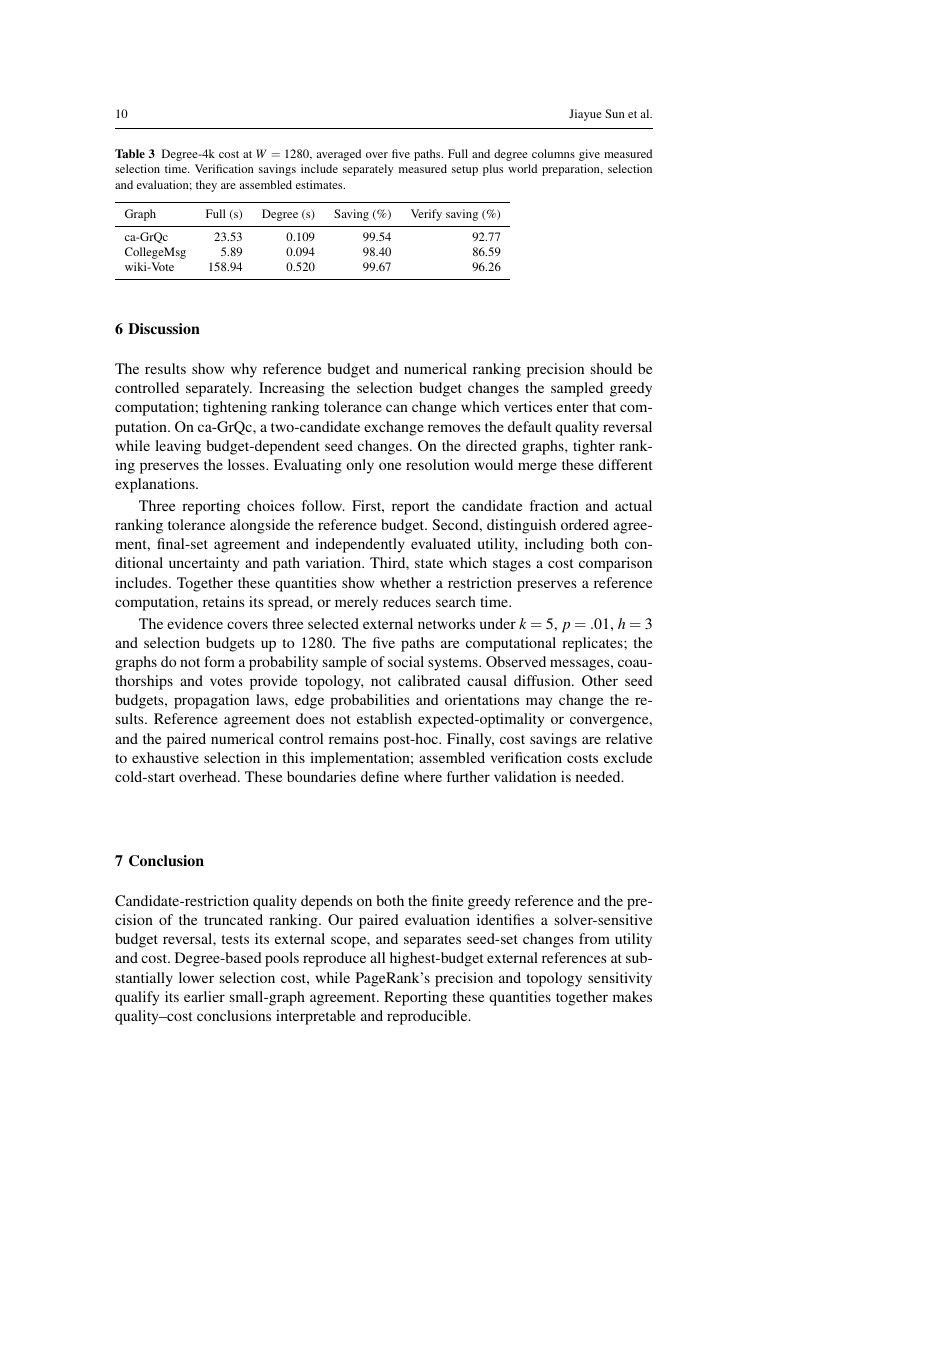 10 Jiayue Sun et al.
Table 3 Degree-4k cost at W = 1280, averaged over five paths. Full and degree columns give measured
selection time. Verification savings include separately measured setup plus world preparation, selection
and evaluation; they are assembled estimates.
Graph Full (s) Degree (s) Saving (%) Verify saving (%)
ca-GrQc 23.53 0.109 99.54 92.77
CollegeMsg 5.89 0.094 98.40 86.59
wiki-Vote 158.94 0.520 99.67 96.26
6 Discussion
The results show why reference budget and numerical ranking precision should be
controlled separately. Increasing the selection budget changes the sampled greedy
computation; tightening ranking tolerance can change which vertices enter that com-
putation. On ca-GrQc, a two-candidate exchange removes the default quality reversal
while leaving budget-dependent seed changes. On the directed graphs, tighter rank-
ing preserves the losses. Evaluating only one resolution would merge these different
explanations.
Three reporting choices follow. First, report the candidate fraction and actual
ranking tolerance alongside the reference budget. Second, distinguish ordered agree-
ment, final-set agreement and independently evaluated utility, including both con-
ditional uncertainty and path variation. Third, state which stages a cost comparison
includes. Together these quantities show whether a restriction preserves a reference
computation, retains its spread, or merely reduces search time.
The evidence covers three selected external networks under k = 5, p = .01, h = 3
and selection budgets up to 1280. The five paths are computational replicates; the
graphs do not form a probability sample of social systems. Observed messages, coau-
thorships and votes provide topology, not calibrated causal diffusion. Other seed
budgets, propagation laws, edge probabilities and orientations may change the re-
sults. Reference agreement does not establish expected-optimality or convergence,
and the paired numerical control remains post-hoc. Finally, cost savings are relative
to exhaustive selection in this implementation; assembled verification costs exclude
cold-start overhead. These boundaries define where further validation is needed.
7 Conclusion
Candidate-restriction quality depends on both the finite greedy reference and the pre-
cision of the truncated ranking. Our paired evaluation identifies a solver-sensitive
budget reversal, tests its external scope, and separates seed-set changes from utility
and cost. Degree-based pools reproduce all highest-budget external references at sub-
stantially lower selection cost, while PageRank's precision and topology sensitivity
qualify its earlier small-graph agreement. Reporting these quantities together makes
quality–cost conclusions interpretable and reproducible.